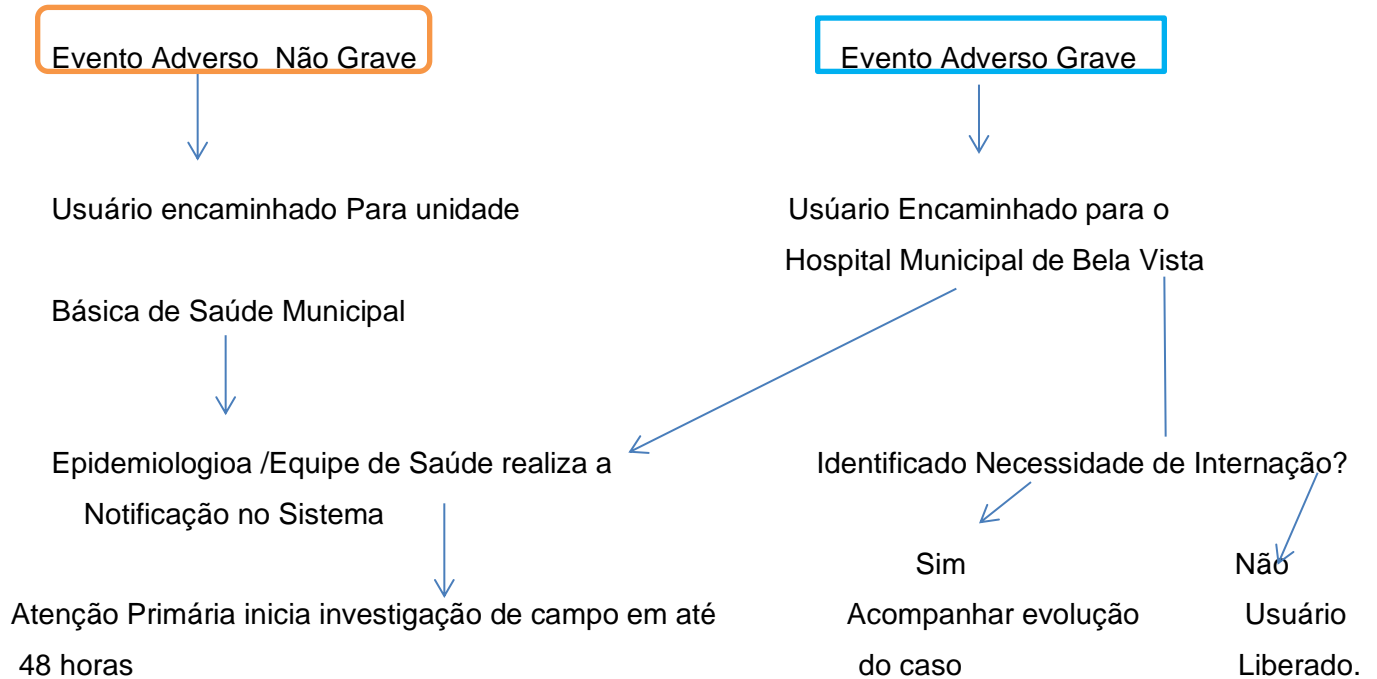 Evento Adverso Não Grave
Evento Adverso Grave
Usuário encaminhado Para unidade
Usúario Encaminhado para o
Hospital Municipal de Bela Vista
Básica de Saúde Municipal
Epidemiologioa /Equipe de Saúde realiza a
Identificado Necessidade de Internação?
Notificação no Sistema
Sim
Não
Atenção Primária inicia investigação de campo em até
Acompanhar evolução
Usuário
48 horas
do caso
Liberado.